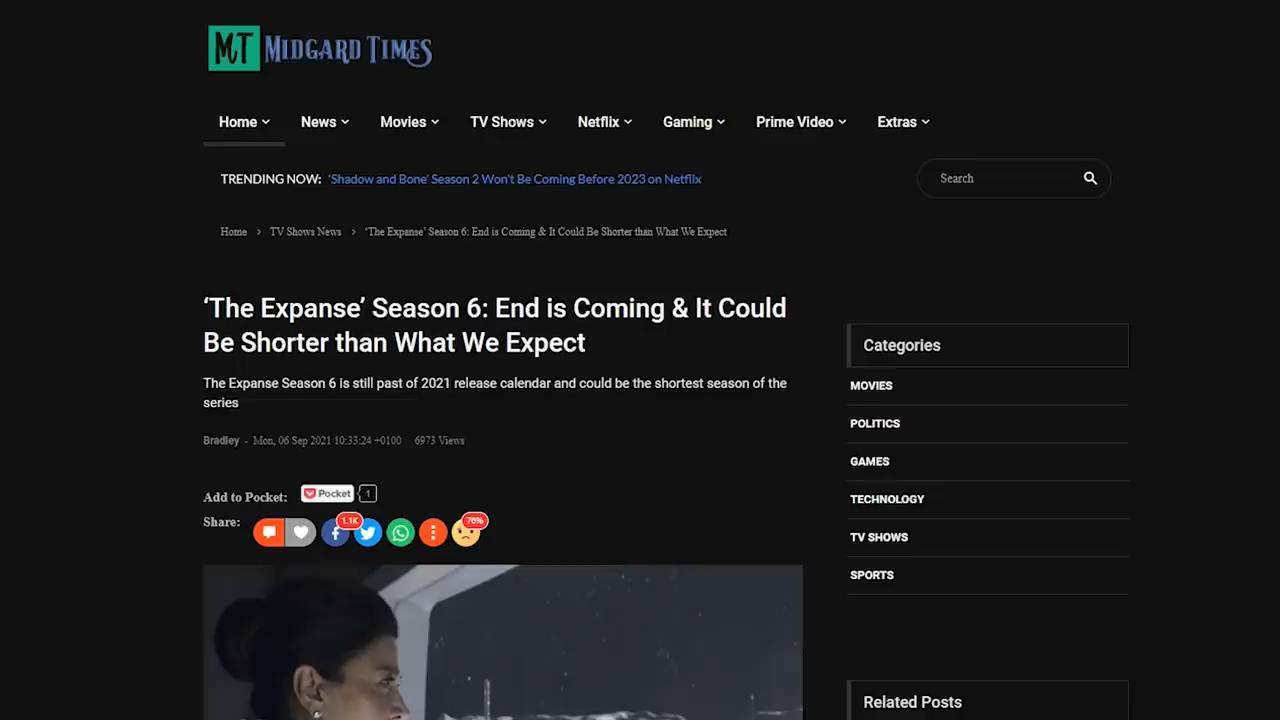 MT MIDGARD TIMES
Home News Movies TV Shows Netflix Gaming Prime Video Extras
TRENDING NOW: ‘Shadow and Bone’ Season 2 Won't Be Coming Before 2023 on Netflix
Search
Home > TV Shows News > ‘The Expanse’ Season 6: End is Coming & It Could Be Shorter than What We Expect
‘The Expanse’ Season 6: End is Coming & It Could
Be Shorter than What We Expect
The Expanse Season 6 is still past of 2021 release calendar and could be the shortest season of the
series
Bradley - Mon, 06 Sep 2021 10:33:24 +0100 6973 Views
Add to Pocket: Pocket 1
Share:
1.1K
76%
Categories
MOVIES
POLITICS
GAMES
TECHNOLOGY
TV SHOWS
SPORTS
Related Posts